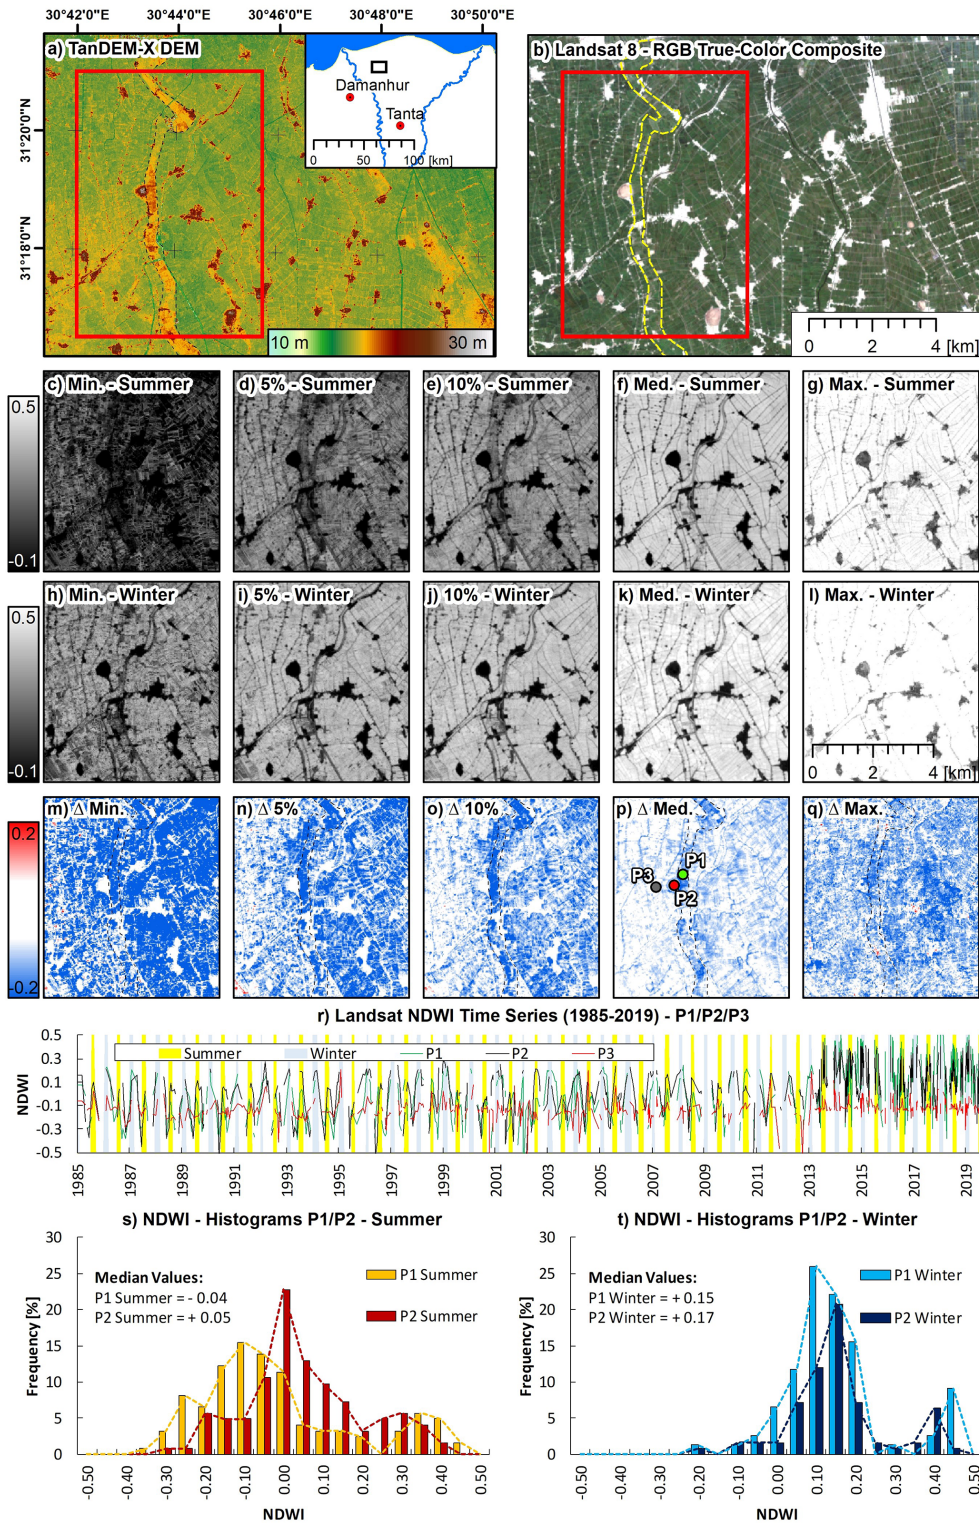 30°42'0"E 30°44'0"E 30°46'0"E 30°48'0"E 30°50'0"E
a) TanDEM-X DEM
Damanhur
Tanta
0 50 100 [km]
31°20'0"N
31°18'0"N
10 m 30 m
b) Landsat 8 - RGB True-Color Composite
0 2 4 [km]
c) Min. - Summer
d) 5% - Summer
e) 10% - Summer
f) Med. - Summer
g) Max. - Summer
0.5
-0.1
h) Min. - Winter
i) 5% - Winter
j) 10% - Winter
k) Med. - Winter
l) Max. - Winter
0.5
-0.1
0 2 4 [km]
m) Δ Min.
n) Δ 5%
o) Δ 10%
p) Δ Med.
q) Δ Max.
0.2
-0.2
P1
P3
P2
r) Landsat NDWI Time Series (1985-2019) - P1/P2/P3
Summer Winter P1 P2 P3
NDWI
0.5
0.3
0.1
-0.1
-0.3
-0.5
1985 1987 1989 1991 1993 1995 1997 1999 2001 2003 2005 2007 2009 2011 2013 2015 2017 2019
s) NDWI - Histograms P1/P2 - Summer
Median Values:
P1 Summer = - 0.04
P2 Summer = + 0.05
P1 Summer
P2 Summer
Frequency [%]
30
25
20
15
10
5
0
-0.50 -0.40 -0.30 -0.20 -0.10 0.00 0.10 0.20 0.30 0.40 0.50
NDWI
t) NDWI - Histograms P1/P2 - Winter
Median Values:
P1 Winter = + 0.15
P2 Winter = + 0.17
P1 Winter
P2 Winter
Frequency [%]
30
25
20
15
10
5
0
-0.50 -0.40 -0.30 -0.20 -0.10 0.00 0.10 0.20 0.30 0.40 0.50
NDWI